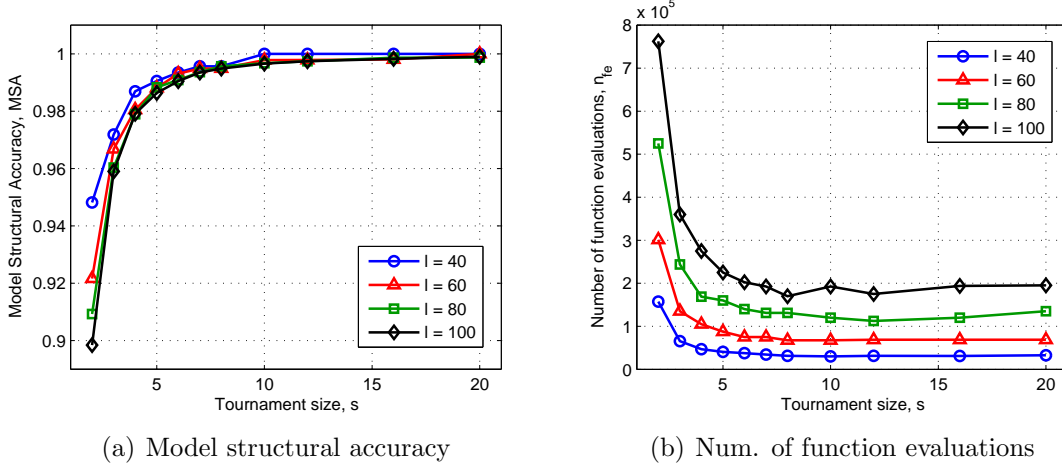 1
0.98
0.96
0.94
0.92
0.9
Model Structural Accuracy, MSA
5 10 15 20
Tournament size, s
l = 40
l = 60
l = 80
l = 100
(a) Model structural accuracy
8 x 10^5
7
6
5
4
3
2
1
0
Number of function evaluations, n_fe
5 10 15 20
Tournament size, s
l = 40
l = 60
l = 80
l = 100
(b) Num. of function evaluations